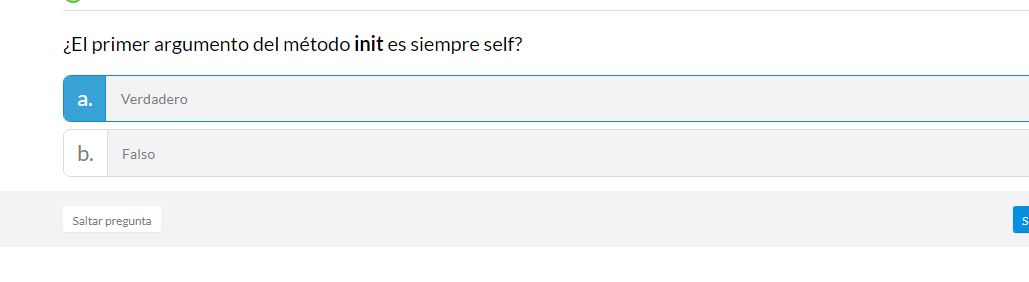 ¿El primer argumento del método init es siempre self?
a. Verdadero
b. Falso
Saltar pregunta
S